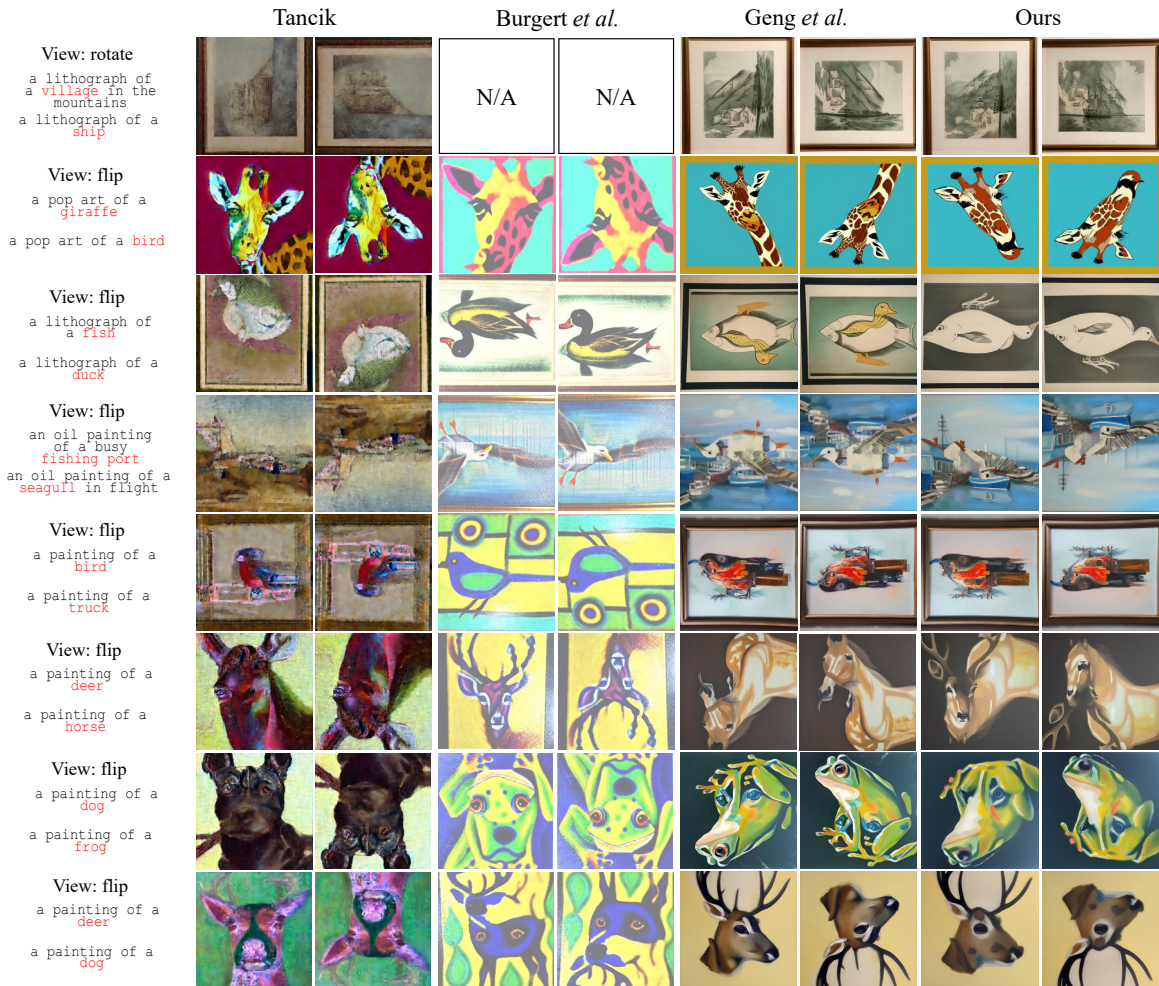 Tancik
Burgert et al.
Geng et al.
Ours
View: rotate
a lithograph of
a village in the
mountains
a lithograph of a
ship
N/A
N/A
View: flip
a pop art of a
giraffe
a pop art of a bird
View: flip
a lithograph of
a fish
a lithograph of a
duck
View: flip
an oil painting
of a busy
fishing port
an oil painting of a
seagull in flight
View: flip
a painting of a
bird
a painting of a
truck
View: flip
a painting of a
deer
a painting of a
horse
View: flip
a painting of a
dog
a painting of a
frog
View: flip
a painting of a
deer
a painting of a
dog